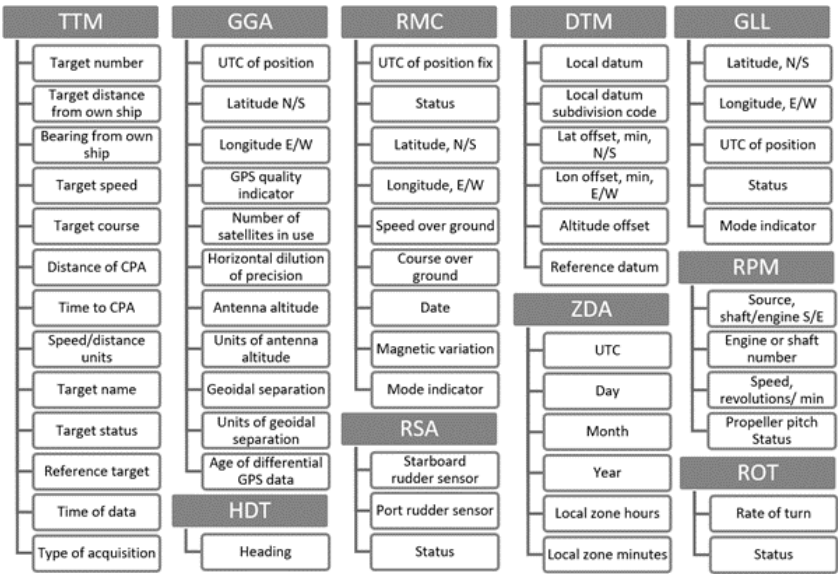 TTM
Target number
Target distance
from own ship
Bearing from own
ship
Target speed
Target course
Distance of CPA
Time to CPA
Speed/distance
units
Target name
Target status
Reference target
Time of data
Type of acquisition
GGA
UTC of position
Latitude N/S
Longitude E/W
GPS quality
indicator
Number of
satellites in use
Horizontal dilution
of precision
Antenna altitude
Units of antenna
altitude
Geoidal separation
Units of geoidal
separation
Age of differential
GPS data
HDT
Heading
RMC
UTC of position fix
Status
Latitude, N/S
Longitude, E/W
Speed over ground
Course over
ground
Date
Magnetic variation
Mode indicator
RSA
Starboard
rudder sensor
Port rudder sensor
Status
DTM
Local datum
Local datum
subdivision code
Lat offset, min,
N/S
Lon offset, min,
E/W
Altitude offset
Reference datum
ZDA
UTC
Day
Month
Year
Local zone hours
Local zone minutes
GLL
Latitude, N/S
Longitude, E/W
UTC of position
Status
Mode indicator
RPM
Source,
shaft/engine S/E
Engine or shaft
number
Speed,
revolutions/ min
Propeller pitch
Status
ROT
Rate of turn
Status